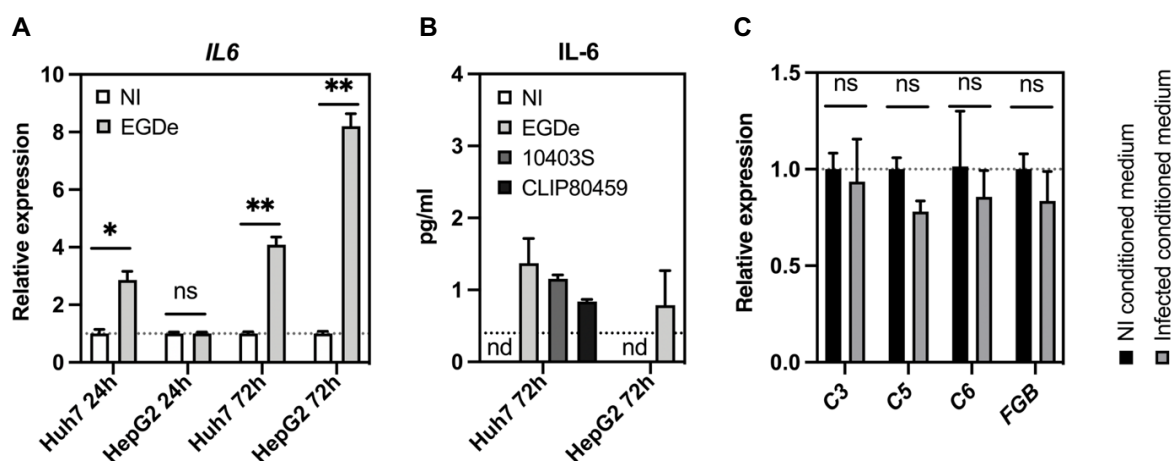 A
IL6
Relative expression
10
8
6
4
2
0
NI
EGDe
*
ns
**
**
Huh7 24h
HepG2 24h
Huh7 72h
HepG2 72h
B
IL-6
pg/ml
4
3
2
1
0
NI
EGDe
10403S
CLIP80459
nd
nd
Huh7 72h
HepG2 72h
C
Relative expression
1.5
1.0
0.5
0.0
ns
ns
ns
ns
C3
C5
C6
FGB
NI conditioned medium
Infected conditioned medium